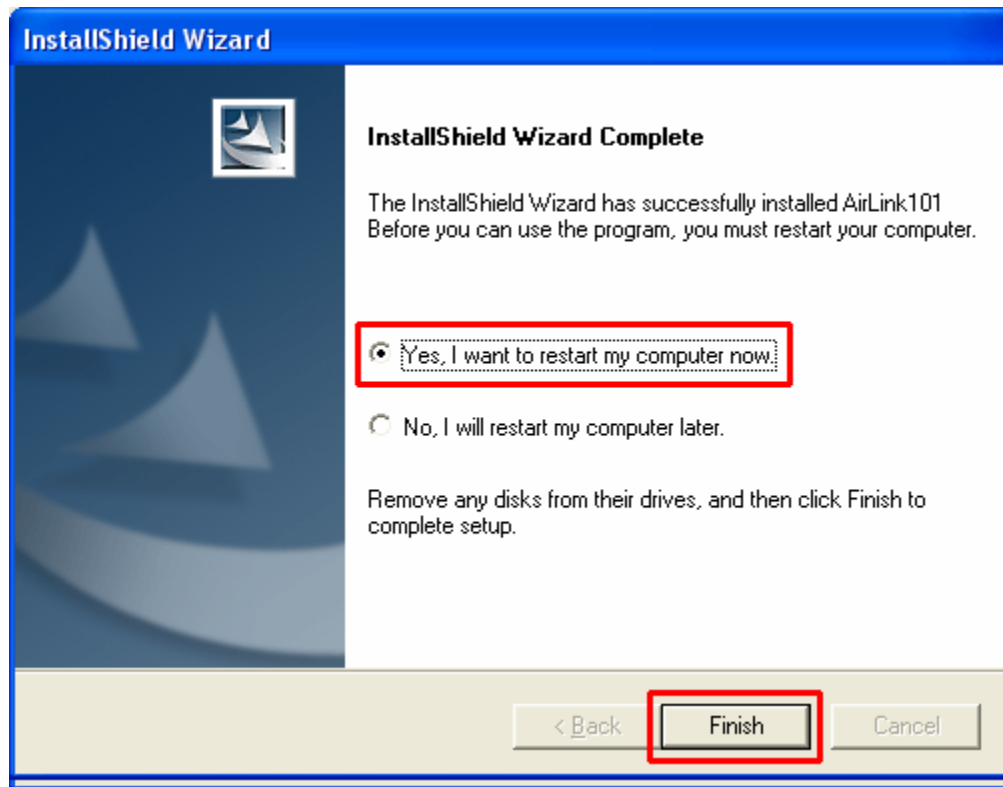 InstallShield Wizard
InstallShield Wizard Complete
The InstallShield Wizard has successfully installed AirLink101
Before you can use the program, you must restart your computer.
Yes, I want to restart my computer now.
No, I will restart my computer later.
Remove any disks from their drives, and then click Finish to
complete setup.
< Back Finish Cancel